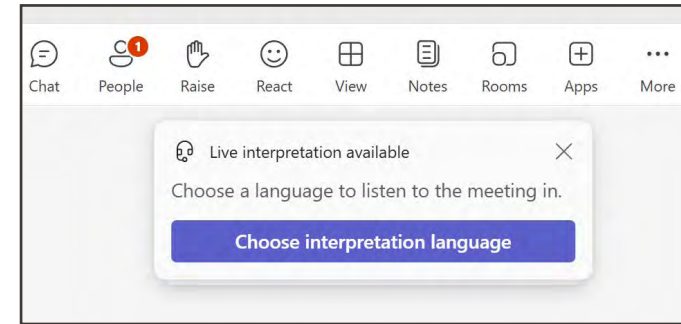 1
Chat People Raise React View Notes Rooms Apps More
Live interpretation available
Choose a language to listen to the meeting in.
Choose interpretation language